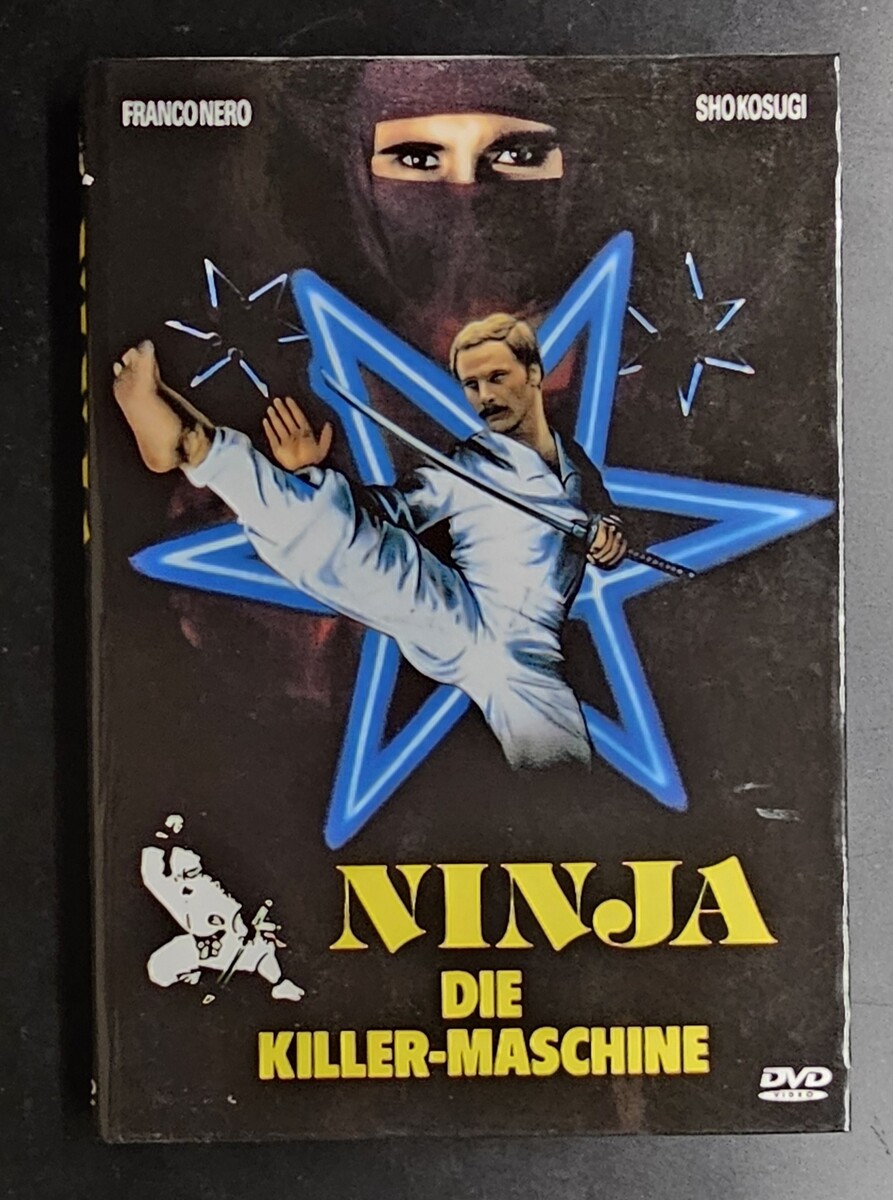 FRANCO NERO
SHO KOSUGI
NINJA
DIE
KILLER-MASCHINE
DVD
VIDEO